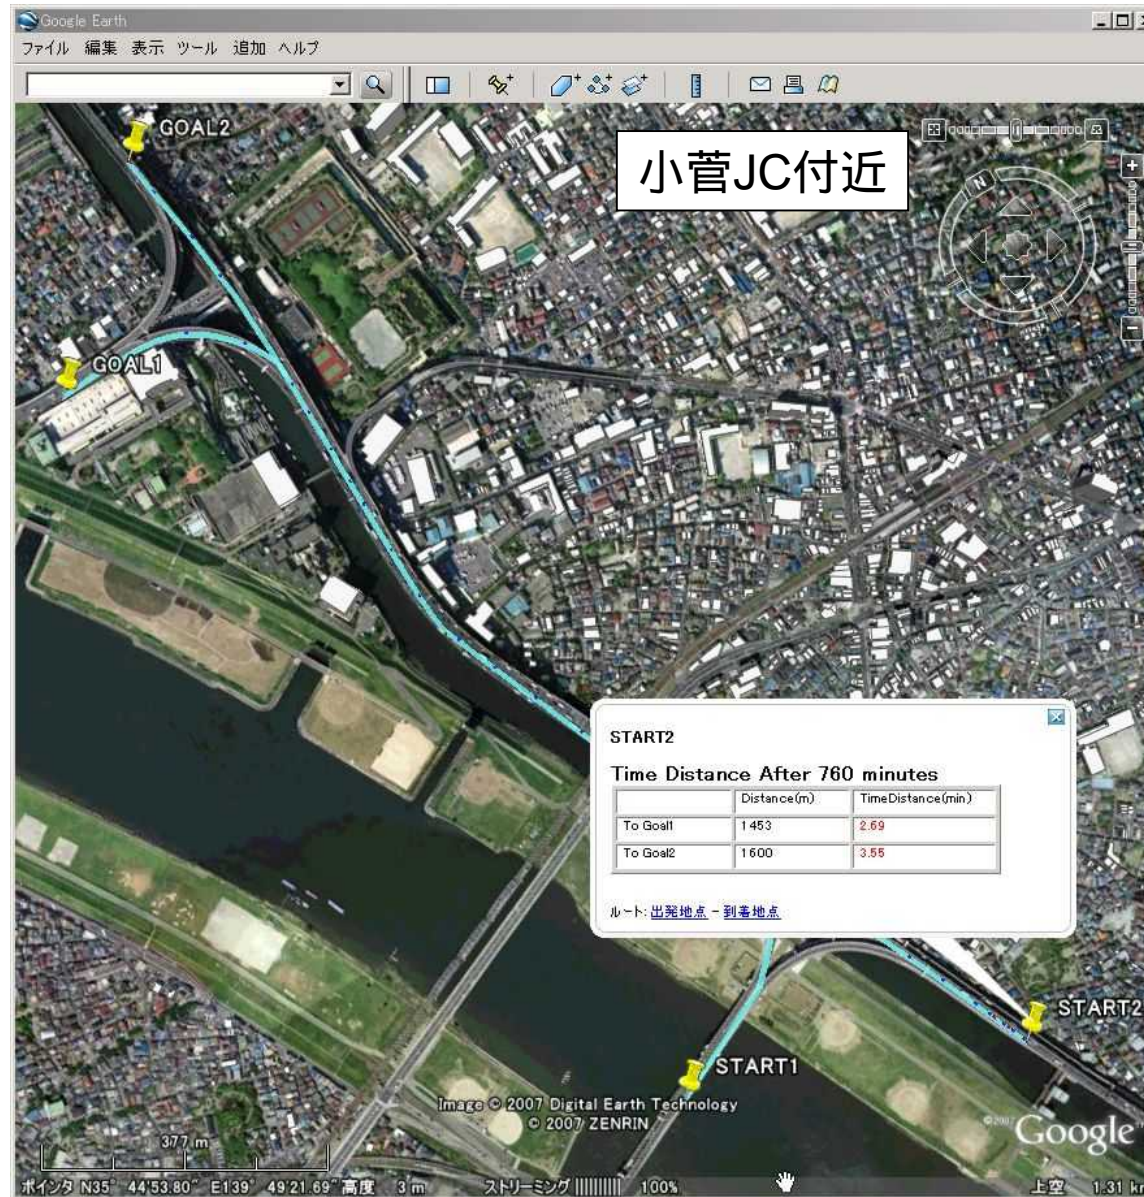 Google Earth
ファイル 編集 表示 ツール 追加 ヘルプ
GOAL2
小菅JC付近
N
GOAL1
START2
Time Distance After 760 minutes
Distance(m) TimeDistance(min)
To Goal1 1453 2.69
To Goal2 1600 3.55
ルート: 出発地点 - 到着地点
START2
START1
Image © 2007 Digital Earth Technology
© 2007 ZENRIN
©2007 Google
377 m
ポインタ N35° 44'53.80" E139° 49'21.69" 高度 3 m ストリーミング 100% 上空 1.31